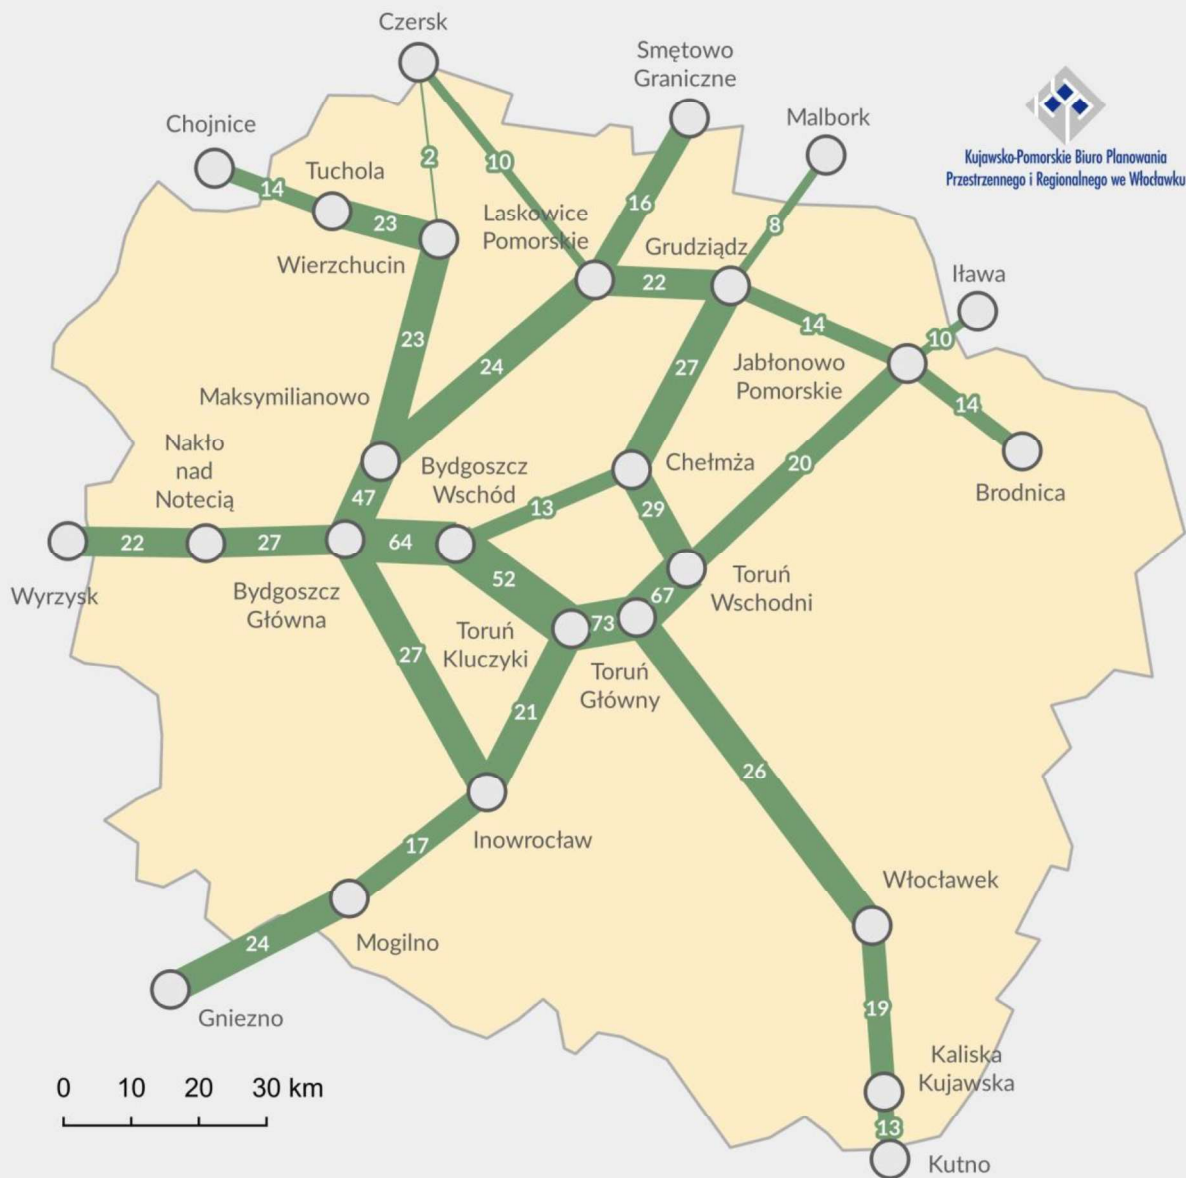 Czersk
Smętowo
Graniczne
Malbork
Kujawsko-Pomorskie Biuro Planowania
Przestrzennego i Regionalnego we Włocławku
Chojnice
Tuchola
2
10
14
23
Laskowice
Pomorskie
16
Grudziądz
8
Iława
Wierzchucin
22
14
10
23
24
27
Jabłonowo
Pomorskie
Maksymilianowo
14
Nakło
nad
Notecią
Bydgoszcz
Wschód
Chełmża
20
Brodnica
47
13
29
22
27
64
Wyrzysk
Bydgoszcz
Główna
52
67
Toruń
Wschodni
Toruń
Kluczyki
73
Toruń
Główny
27
21
26
Inowrocław
17
Włocławek
24
Mogilno
Gniezno
19
Kaliska
Kujawska
0 10 20 30 km
13
Kutno